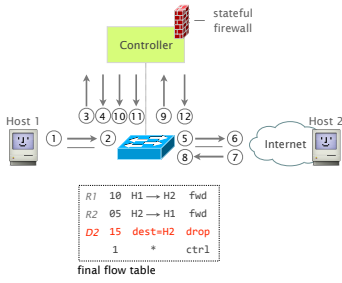 stateful
firewall
Controller
3 4 10 11 9 12
Host 1
Host 2
1 2 5 6
Internet
8 7
R1 10 H1 → H2 fwd
R2 05 H2 → H1 fwd
D2 15 dest=H2 drop
1 * ctrl
final flow table